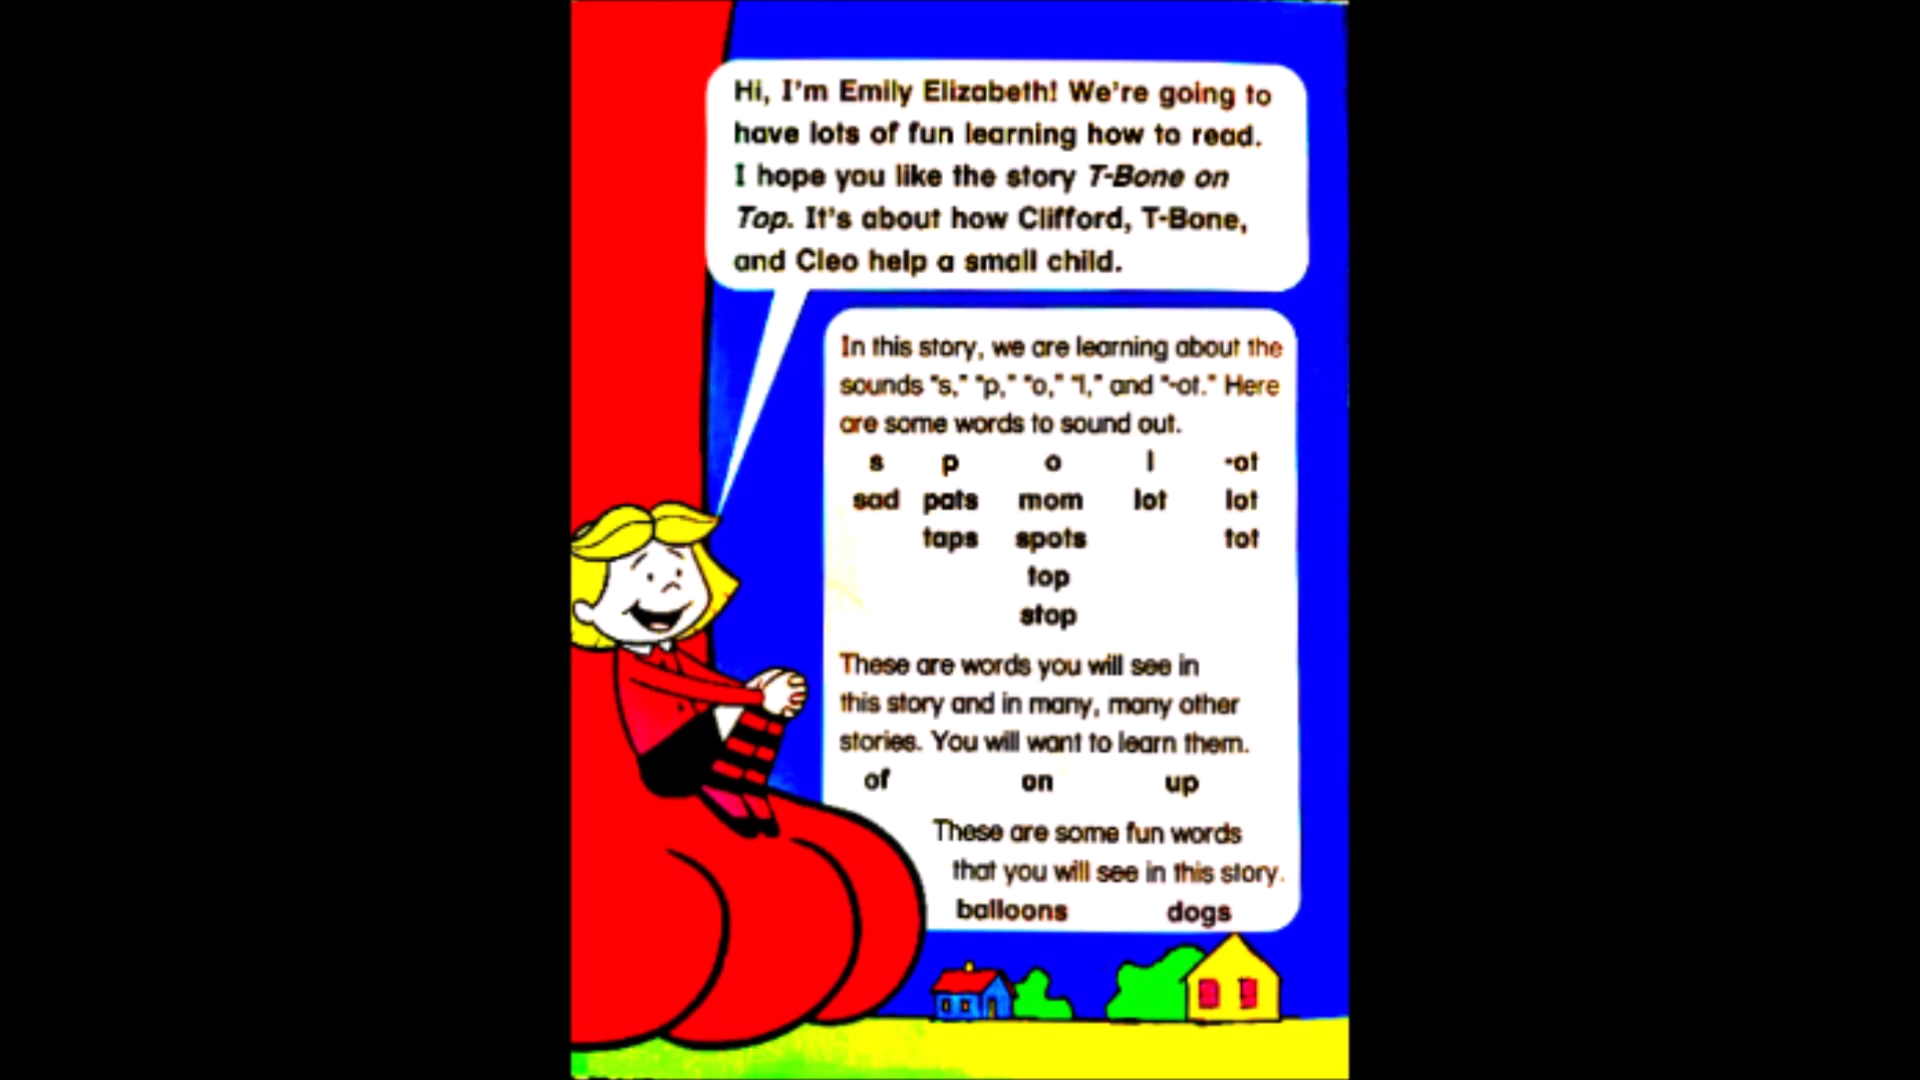 Hi, I'm Emily Elizabeth! We're going to
have lots of fun learning how to read.
I hope you like the story T-Bone on
Top. It's about how Clifford, T-Bone,
and Cleo help a small child.
In this story, we are learning about the
sounds "s," "p," "o," "l," and "-ot." Here
are some words to sound out.
s p o l -ot
sad pats mom lot lot
taps spots tot
top
stop
These are words you will see in
this story and in many, many other
stories. You will want to learn them.
of on up
These are some fun words
that you will see in this story.
balloons dogs